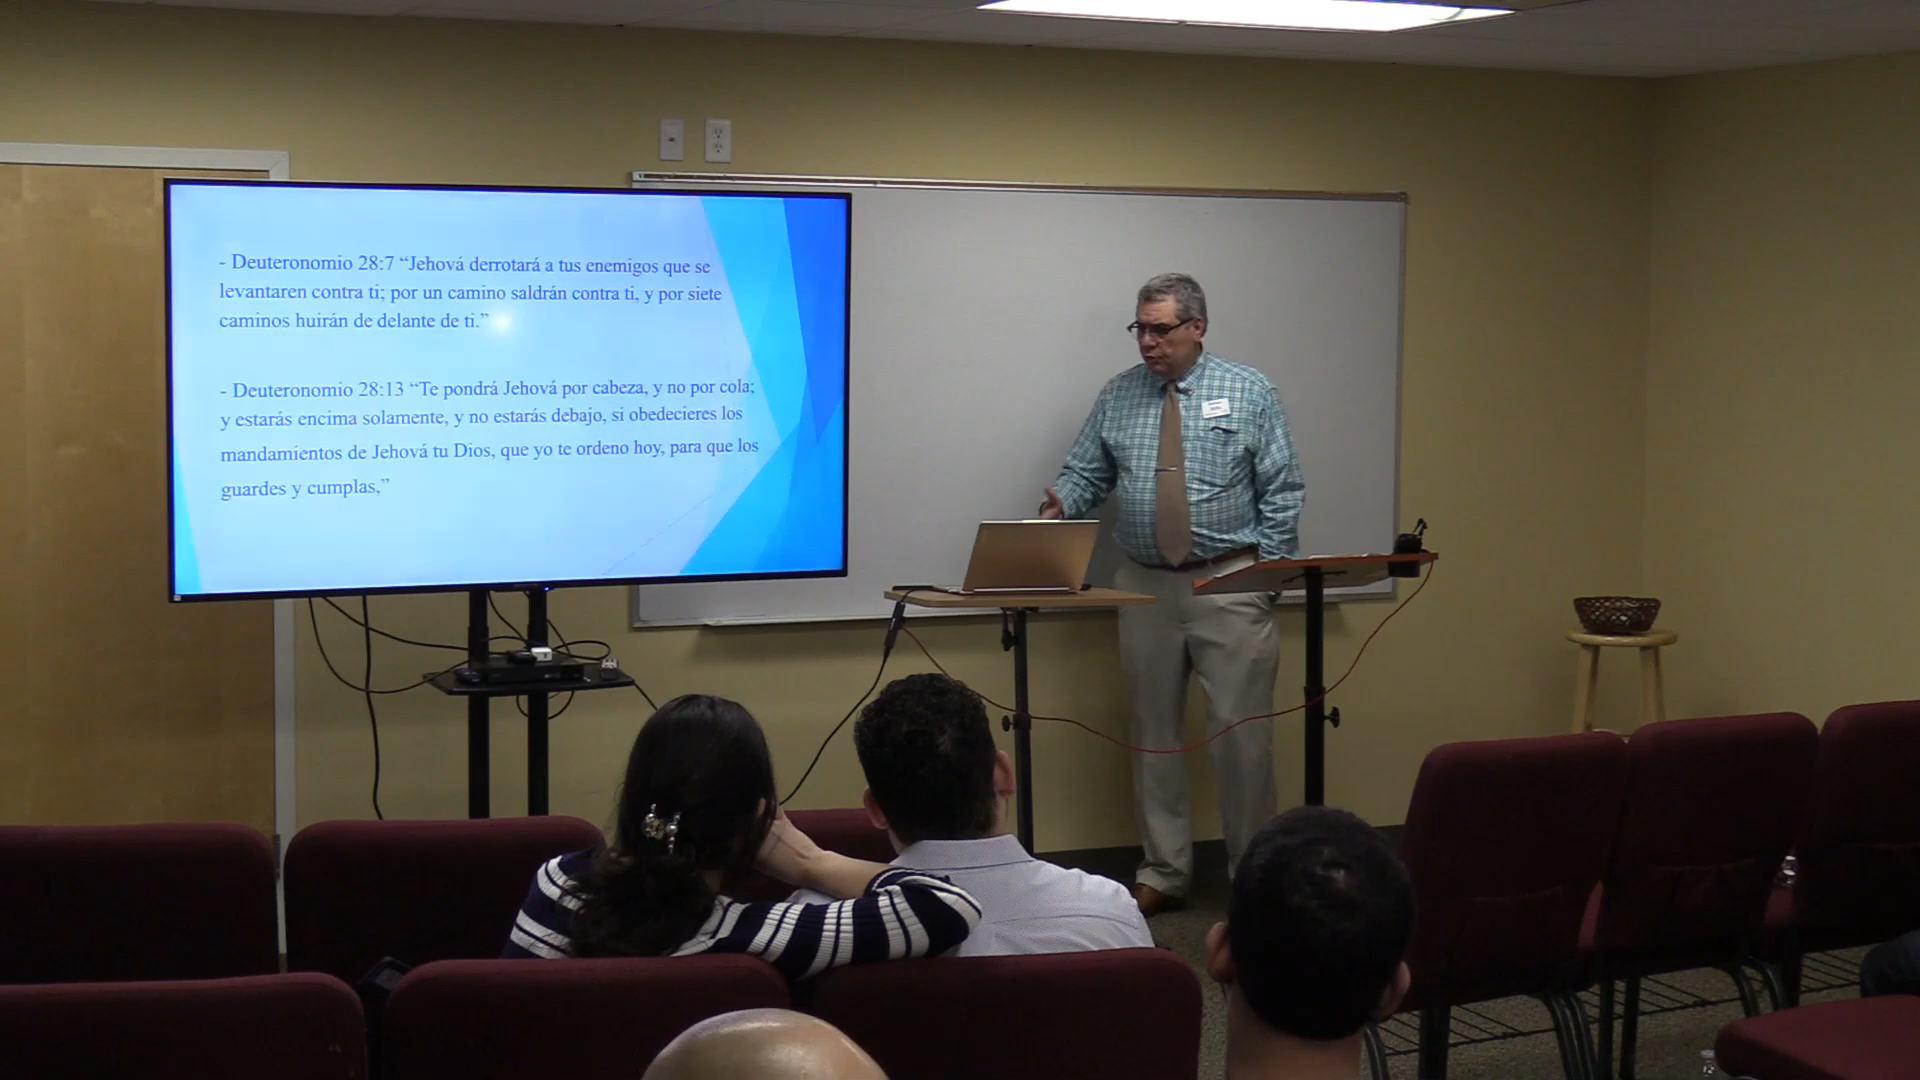 - Deuteronomio 28:7 “Jehová derrotará a tus enemigos que se
levantaren contra ti; por un camino saldrán contra ti, y por siete
caminos huirán de delante de ti.”
- Deuteronomio 28:13 “Te pondrá Jehová por cabeza, y no por cola;
y estarás encima solamente, y no estarás debajo, si obedecieres los
mandamientos de Jehová tu Dios, que yo te ordeno hoy, para que los
guardes y cumplas,”